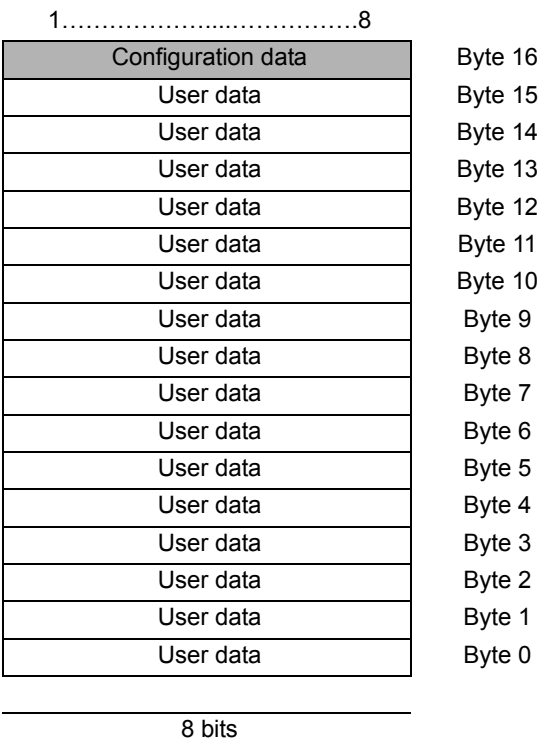 1……………….....…………….8
Configuration data Byte 16
User data Byte 15
User data Byte 14
User data Byte 13
User data Byte 12
User data Byte 11
User data Byte 10
User data Byte 9
User data Byte 8
User data Byte 7
User data Byte 6
User data Byte 5
User data Byte 4
User data Byte 3
User data Byte 2
User data Byte 1
User data Byte 0
8 bits